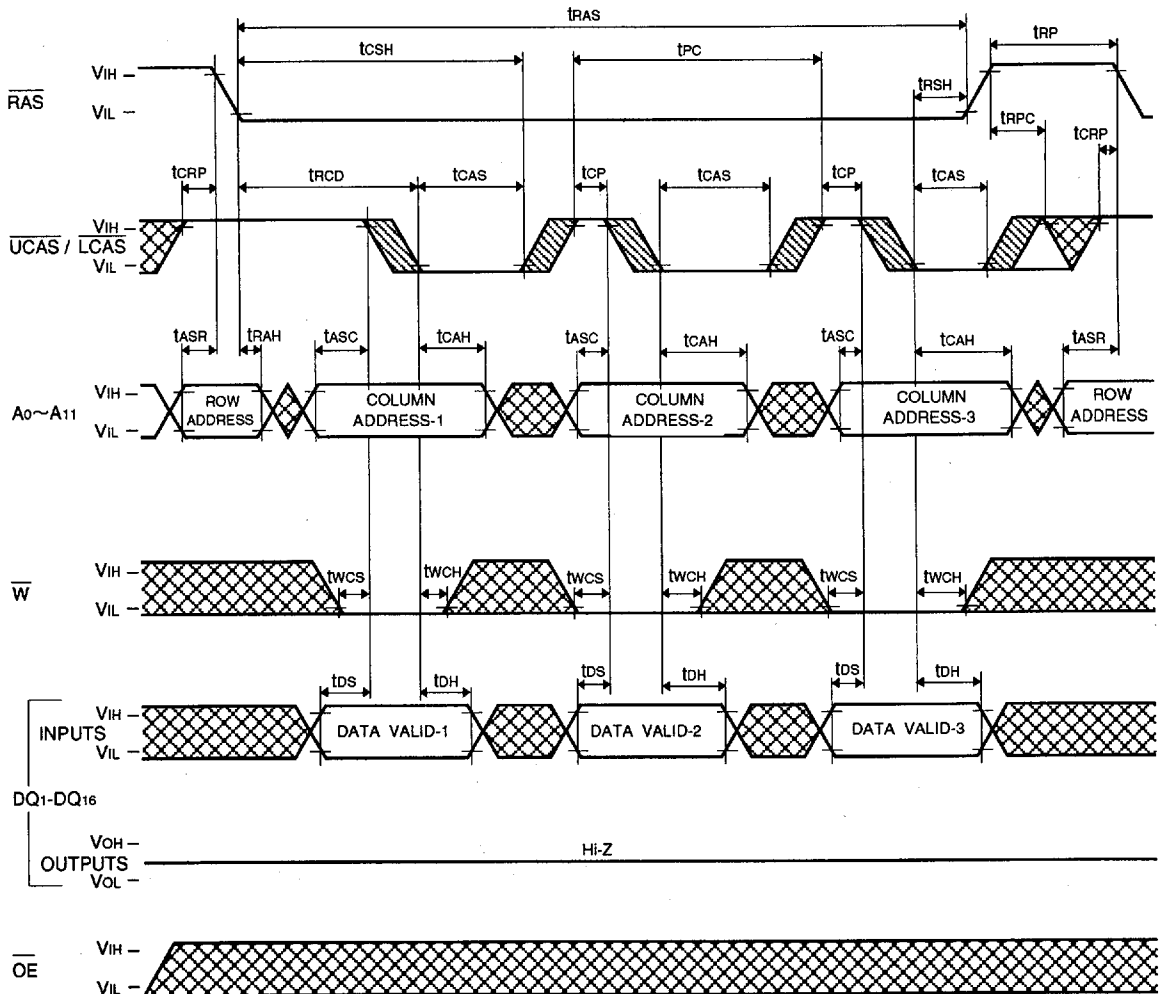 tRAS
tCSH tPC tRP
VIH
RAS
VIL
tRSH
tRPC
tCRP
tCRP tRCD tCAS tCP tCAS tCP tCAS
VIH
UCAS / LCAS
VIL
tASR tRAH tASC tCAH tASC tCAH tASC tCAH tASR
VIH
A0~A11
VIL
ROW ADDRESS
COLUMN ADDRESS-1
COLUMN ADDRESS-2
COLUMN ADDRESS-3
ROW ADDRESS
VIH
W
VIL
tWCS tWCH tWCS tWCH tWCS tWCH
tDS tDH tDS tDH tDS tDH
VIH
INPUTS
VIL
DATA VALID-1 DATA VALID-2 DATA VALID-3
DQ1-DQ16
VOH
OUTPUTS
VOL
Hi-Z
VIH
OE
VIL